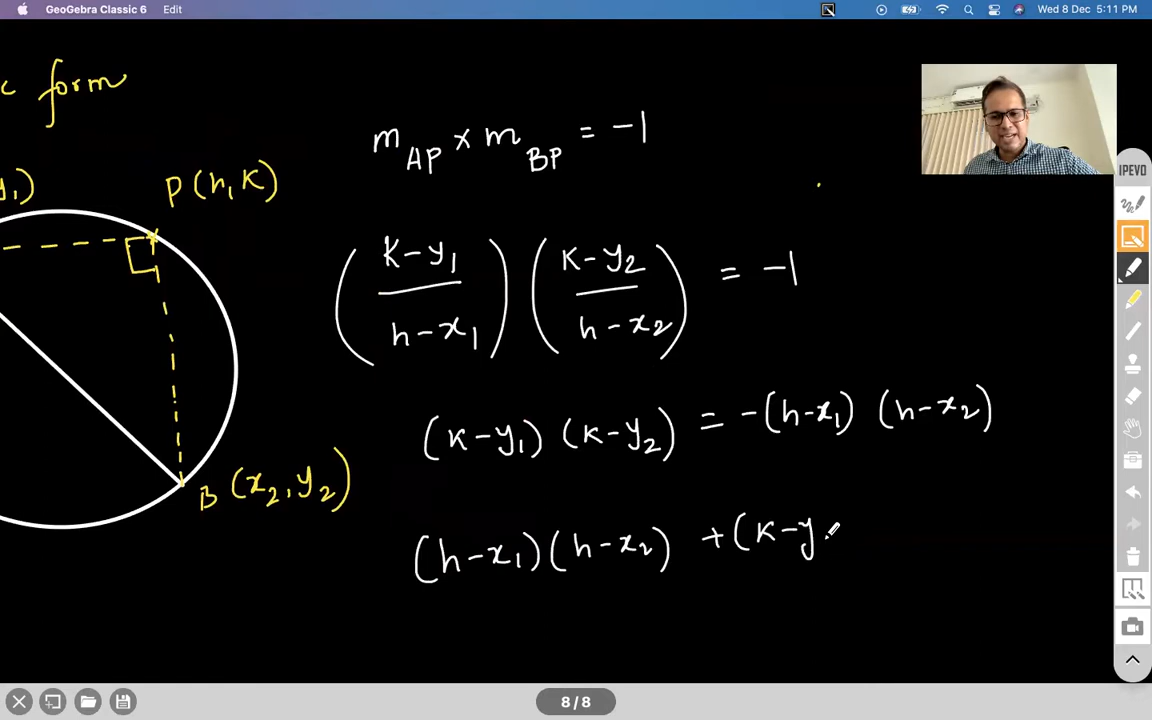 GeoGebra Classic 6 Edit Wed 8 Dec 5:11 PM
c form
m_AP × m_BP = -1
y₁) P(h, K)
IPEVO
((K-y₁)/(h-x₁)) ((K-y₂)/(h-x₂)) = -1
(K-y₁) (K-y₂) = -(h-x₁) (h-x₂)
B (x₂, y₂)
(h-x₁)(h-x₂) +(K-y
8 / 8